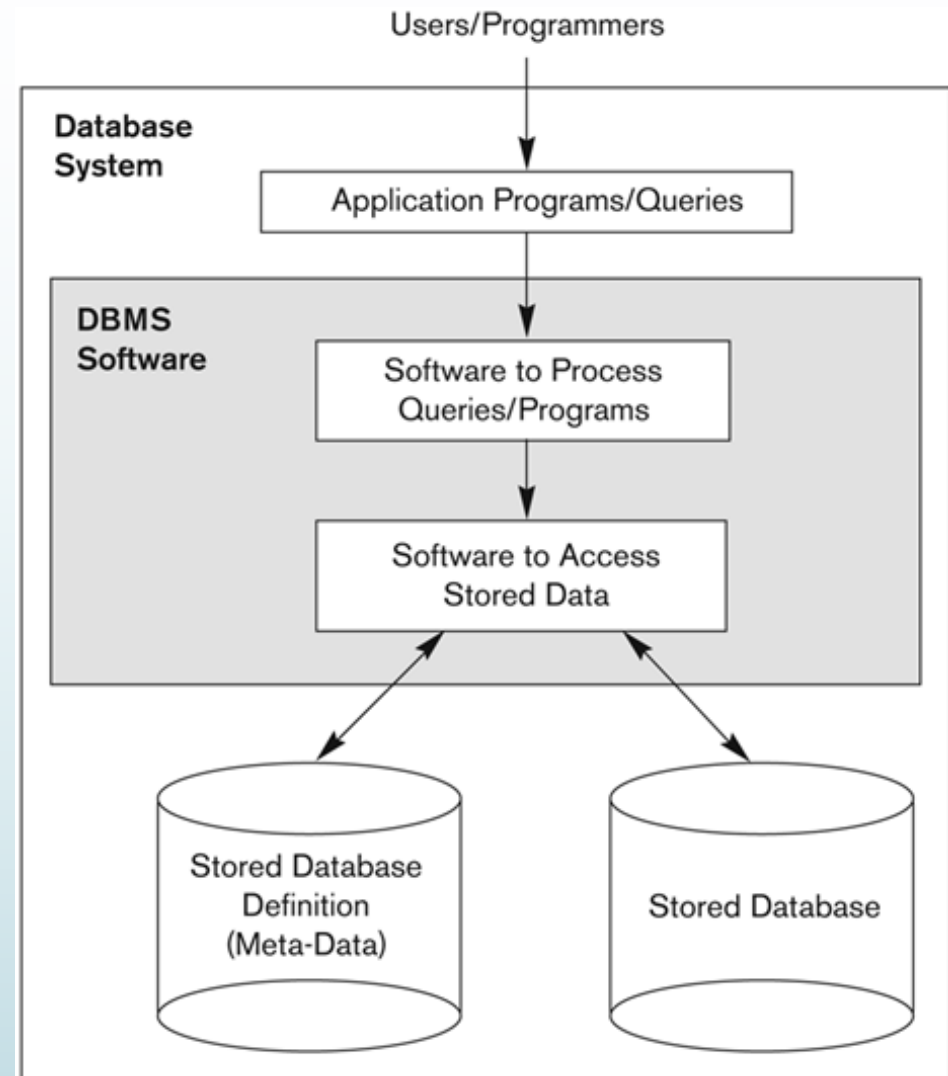 Users/Programmers
Database
System
Application Programs/Queries
DBMS
Software
Software to Process
Queries/Programs
Software to Access
Stored Data
Stored Database
Definition
(Meta-Data)
Stored Database